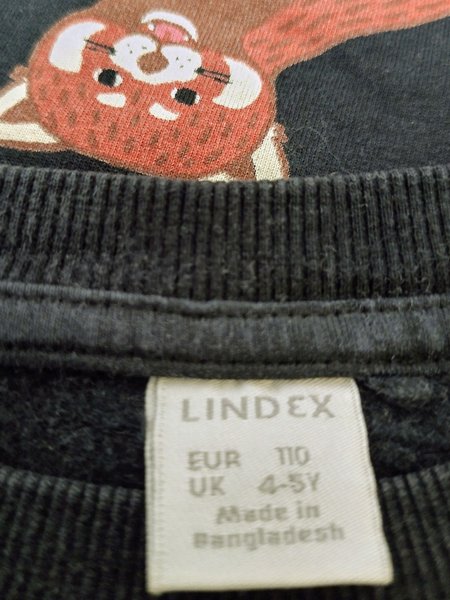 LINDEX
EUR 110
UK 4-5Y
Made in
Bangladesh